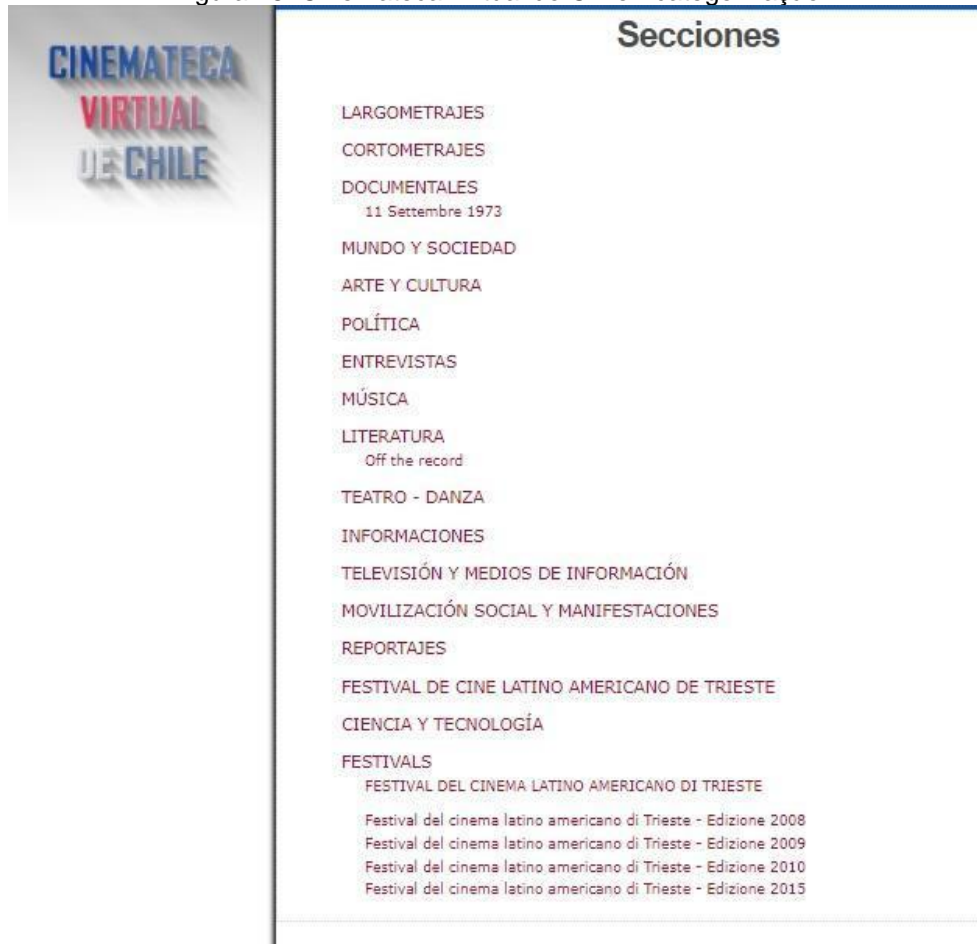 Secciones
CINEMATECA
VIRTUAL
DE CHILE
LARGOMETRAJES
CORTOMETRAJES
DOCUMENTALES
11 Settembre 1973
MUNDO Y SOCIEDAD
ARTE Y CULTURA
POLÍTICA
ENTREVISTAS
MÚSICA
LITERATURA
Off the record
TEATRO - DANZA
INFORMACIONES
TELEVISIÓN Y MEDIOS DE INFORMACIÓN
MOVILIZACIÓN SOCIAL Y MANIFESTACIONES
REPORTAJES
FESTIVAL DE CINE LATINO AMERICANO DE TRIESTE
CIENCIA Y TECNOLOGÍA
FESTIVALS
FESTIVAL DEL CINEMA LATINO AMERICANO DI TRIESTE
Festival del cinema latino americano di Trieste - Edizione 2008
Festival del cinema latino americano di Trieste - Edizione 2009
Festival del cinema latino americano di Trieste - Edizione 2010
Festival del cinema latino americano di Trieste - Edizione 2015